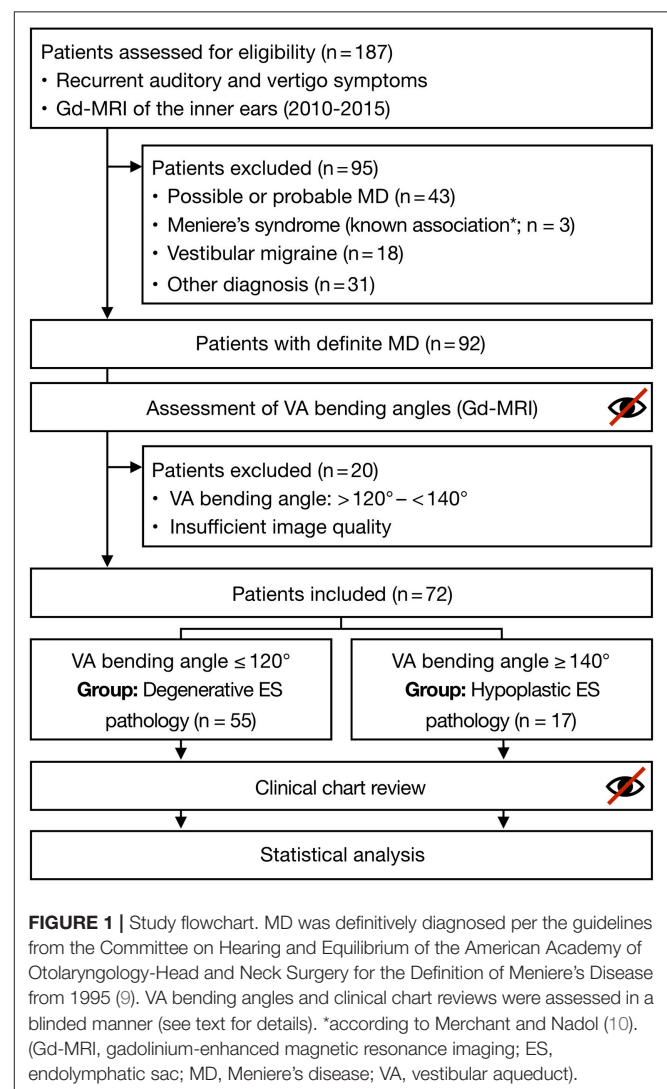 Patients assessed for eligibility (n=187)
• Recurrent auditory and vertigo symptoms
• Gd-MRI of the inner ears (2010-2015)
Patients excluded (n=95)
• Possible or probable MD (n=43)
• Meniere's syndrome (known association*; n = 3)
• Vestibular migraine (n=18)
• Other diagnosis (n=31)
Patients with definite MD (n=92)
Assessment of VA bending angles (Gd-MRI)
Patients excluded (n=20)
• VA bending angle: >120°– <140°
• Insufficient image quality
Patients included (n=72)
VA bending angle ≤120°
Group: Degenerative ES
pathology (n = 55)
VA bending angle ≥140°
Group: Hypoplastic ES
pathology (n = 17)
Clinical chart review
Statistical analysis
FIGURE 1 | Study flowchart. MD was definitively diagnosed per the guidelines
from the Committee on Hearing and Equilibrium of the American Academy of
Otolaryngology-Head and Neck Surgery for the Definition of Meniere's Disease
from 1995 (9). VA bending angles and clinical chart reviews were assessed in a
blinded manner (see text for details). *according to Merchant and Nadol (10).
(Gd-MRI, gadolinium-enhanced magnetic resonance imaging; ES,
endolymphatic sac; MD, Meniere's disease; VA, vestibular aqueduct).